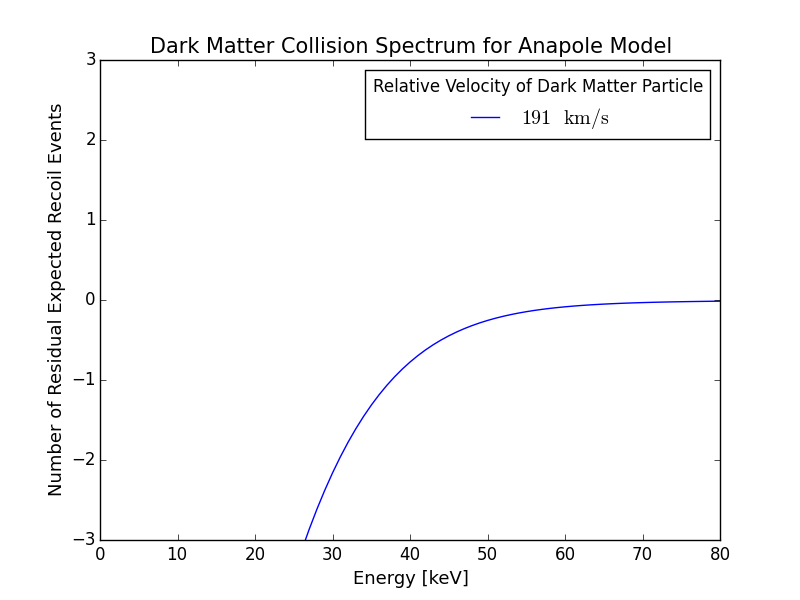 Dark Matter Collision Spectrum for Anapole Model
Relative Velocity of Dark Matter Particle
191 km/s
Number of Residual Expected Recoil Events
3
2
1
0
−1
−2
−3
0 10 20 30 40 50 60 70 80
Energy [keV]